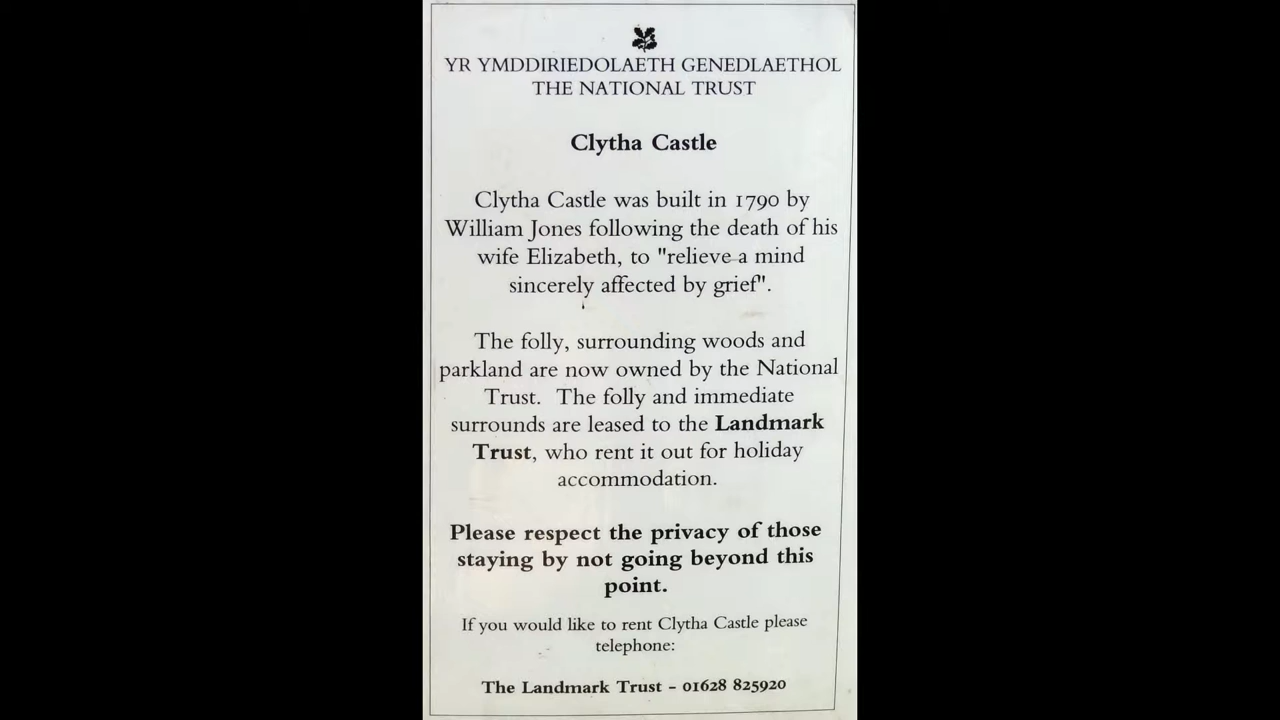 YR YMDDIRIEDOLAETH GENEDLAETHOL
THE NATIONAL TRUST
Clytha Castle
Clytha Castle was built in 1790 by
William Jones following the death of his
wife Elizabeth, to "relieve a mind
sincerely affected by grief".
The folly, surrounding woods and
parkland are now owned by the National
Trust. The folly and immediate
surrounds are leased to the Landmark
Trust, who rent it out for holiday
accommodation.
Please respect the privacy of those
staying by not going beyond this
point.
If you would like to rent Clytha Castle please
telephone:
The Landmark Trust - 01628 825920